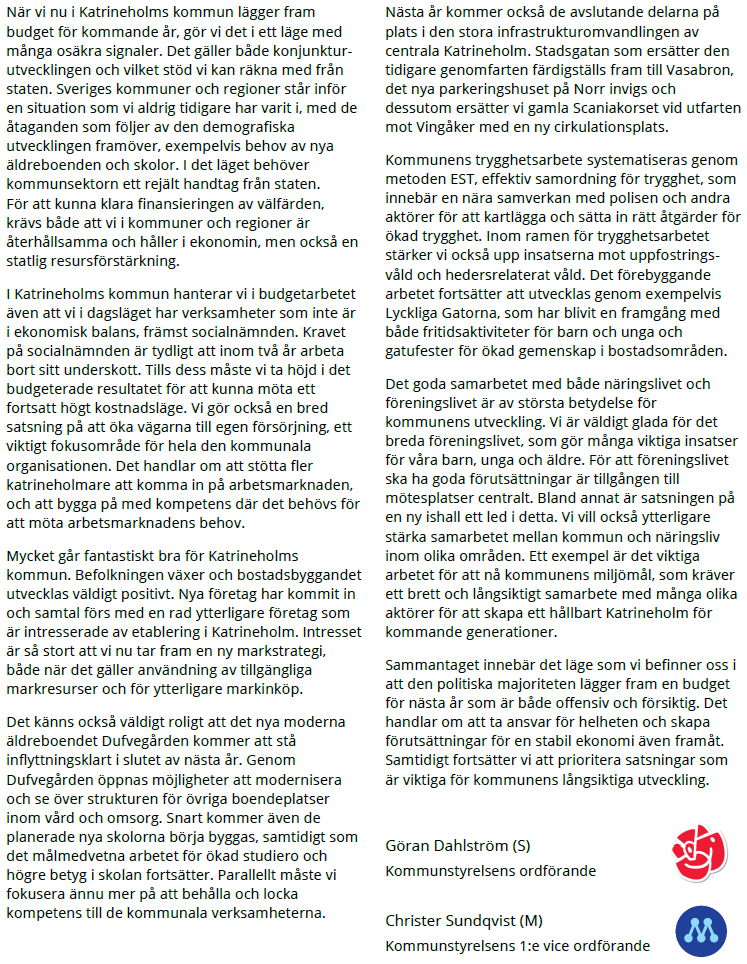 När vi nu i Katrineholms kommun lägger fram
budget för kommande år, gör vi det i ett läge med
många osäkra signaler. Det gäller både konjunktur-
utvecklingen och vilket stöd vi kan räkna med från
staten. Sveriges kommuner och regioner står inför
en situation som vi aldrig tidigare har varit i, med de
åtaganden som följer av den demografiska
utvecklingen framöver, exempelvis behov av nya
äldreboenden och skolor. I det läget behöver
kommunsektorn ett rejält handtag från staten.
För att kunna klara finansieringen av välfärden,
krävs både att vi i kommuner och regioner är
återhållsamma och håller i ekonomin, men också en
statlig resursförstärkning.
I Katrineholms kommun hanterar vi i budgetarbetet
även att vi i dagsläget har verksamheter som inte är
i ekonomisk balans, främst socialnämnden. Kravet
på socialnämnden är tydligt att inom två år arbeta
bort sitt underskott. Tills dess måste vi ta höjd i det
budgeterade resultatet för att kunna möta ett
fortsatt högt kostnadsläge. Vi gör också en bred
satsning på att öka vägarna till egen försörjning, ett
viktigt fokusområde för hela den kommunala
organisationen. Det handlar om att stötta fler
katrineholmare att komma in på arbetsmarknaden,
och att bygga på med kompetens där det behövs för
att möta arbetsmarknadens behov.
Mycket går fantastiskt bra för Katrineholms
kommun. Befolkningen växer och bostadsbyggandet
utvecklas väldigt positivt. Nya företag har kommit in
och samtal förs med en rad ytterligare företag som
är intresserade av etablering i Katrineholm. Intresset
är så stort att vi nu tar fram en ny markstrategi,
både när det gäller användning av tillgängliga
markresurser och för ytterligare markinköp.
Det känns också väldigt roligt att det nya moderna
äldreboendet Dufvegården kommer att stå
inflyttningsklart i slutet av nästa år. Genom
Dufvegården öppnas möjligheter att modernisera
och se över strukturen för övriga boendeplatser
inom vård och omsorg. Snart kommer även de
planerade nya skolorna börja byggas, samtidigt som
det målmedvetna arbetet för ökad studiero och
högre betyg i skolan fortsätter. Parallellt måste vi
fokusera ännu mer på att behålla och locka
kompetens till de kommunala verksamheterna.
Nästa år kommer också de avslutande delarna på
plats i den stora infrastrukturomvandlingen av
centrala Katrineholm. Stadsgatan som ersätter den
tidigare genomfarten färdigställs fram till Vasabron,
det nya parkeringshuset på Norr invigs och
dessutom ersätter vi gamla Scaniakorset vid utfarten
mot Vingåker med en ny cirkulationsplats.
Kommunens trygghetsarbete systematiseras genom
metoden EST, effektiv samordning för trygghet, som
innebär en nära samverkan med polisen och andra
aktörer för att kartlägga och sätta in rätt åtgärder för
ökad trygghet. Inom ramen för trygghetsarbetet
stärker vi också upp insatserna mot uppfostrings-
våld och hedersrelaterat våld. Det förebyggande
arbetet fortsätter att utvecklas genom exempelvis
Lyckliga Gatorna, som har blivit en framgång med
både fritidsaktiviteter för barn och unga och
gatufester för ökad gemenskap i bostadsområden.
Det goda samarbetet med både näringslivet och
föreningslivet är av största betydelse för
kommunens utveckling. Vi är väldigt glada för det
breda föreningslivet, som gör många viktiga insatser
för våra barn, unga och äldre. För att föreningslivet
ska ha goda förutsättningar är tillgången till
mötesplatser centralt. Bland annat är satsningen på
en ny ishall ett led i detta. Vi vill också ytterligare
stärka samarbetet mellan kommun och näringsliv
inom olika områden. Ett exempel är det viktiga
arbetet för att nå kommunens miljömål, som kräver
ett brett och långsiktigt samarbete med många olika
aktörer för att skapa ett hållbart Katrineholm för
kommande generationer.
Sammantaget innebär det läge som vi befinner oss i
att den politiska majoriteten lägger fram en budget
för nästa år som är både offensiv och försiktig. Det
handlar om att ta ansvar för helheten och skapa
förutsättningar för en stabil ekonomi även framåt.
Samtidigt fortsätter vi att prioritera satsningar som
är viktiga för kommunens långsiktiga utveckling.
Göran Dahlström (S)
Kommunstyrelsens ordförande
Christer Sundqvist (M)
Kommunstyrelsens 1:e vice ordförande